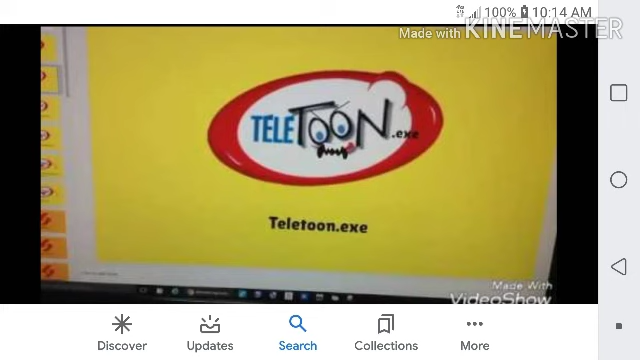 100% 10:14 AM
Made with KINEMASTER
TELETOON.exe
Teletoon.exe
Made With
VideoShow
Discover Updates Search Collections More